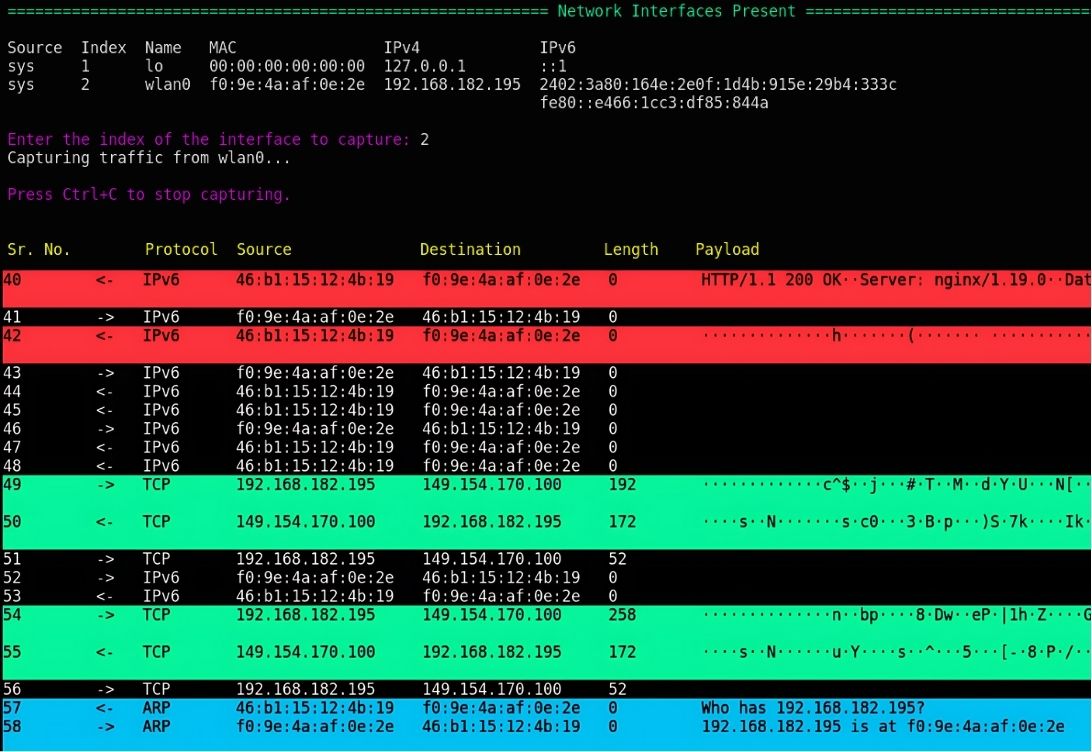 =========================================================== Network Interfaces Present ===============================
Source Index Name MAC IPv4 IPv6
sys 1 lo 00:00:00:00:00:00 127.0.0.1 ::1
sys 2 wlan0 f0:9e:4a:af:0e:2e 192.168.182.195 2402:3a80:164e:2e0f:1d4b:915e:29b4:333c
fe80::e466:1cc3:df85:844a
Enter the index of the interface to capture: 2
Capturing traffic from wlan0...
Press Ctrl+C to stop capturing.
Sr. No. Protocol Source Destination Length Payload
40 <- IPv6 46:b1:15:12:4b:19 f0:9e:4a:af:0e:2e 0 HTTP/1.1 200 OK··Server: nginx/1.19.0··Dat
41 -> IPv6 f0:9e:4a:af:0e:2e 46:b1:15:12:4b:19 0
42 <- IPv6 46:b1:15:12:4b:19 f0:9e:4a:af:0e:2e 0 ··············h·······(······· ···········
43 -> IPv6 f0:9e:4a:af:0e:2e 46:b1:15:12:4b:19 0
44 <- IPv6 46:b1:15:12:4b:19 f0:9e:4a:af:0e:2e 0
45 <- IPv6 46:b1:15:12:4b:19 f0:9e:4a:af:0e:2e 0
46 -> IPv6 f0:9e:4a:af:0e:2e 46:b1:15:12:4b:19 0
47 <- IPv6 46:b1:15:12:4b:19 f0:9e:4a:af:0e:2e 0
48 <- IPv6 46:b1:15:12:4b:19 f0:9e:4a:af:0e:2e 0
49 -> TCP 192.168.182.195 149.154.170.100 192 ·············c^$··j···#·T··M··d·Y·U···N[··
50 <- TCP 149.154.170.100 192.168.182.195 172 ····s··N·······s·c0···3·B·p···)S·7k····Ik·
51 -> TCP 192.168.182.195 149.154.170.100 52
52 -> IPv6 f0:9e:4a:af:0e:2e 46:b1:15:12:4b:19 0
53 <- IPv6 46:b1:15:12:4b:19 f0:9e:4a:af:0e:2e 0
54 -> TCP 192.168.182.195 149.154.170.100 258 ··············n··bp····8·Dw··eP·|1h·Z····G
55 <- TCP 149.154.170.100 192.168.182.195 172 ····s··N······u·Y····s··^···5···[-·8·P·/··
56 -> TCP 192.168.182.195 149.154.170.100 52
57 <- ARP 46:b1:15:12:4b:19 f0:9e:4a:af:0e:2e 0 Who has 192.168.182.195?
58 -> ARP f0:9e:4a:af:0e:2e 46:b1:15:12:4b:19 0 192.168.182.195 is at f0:9e:4a:af:0e:2e